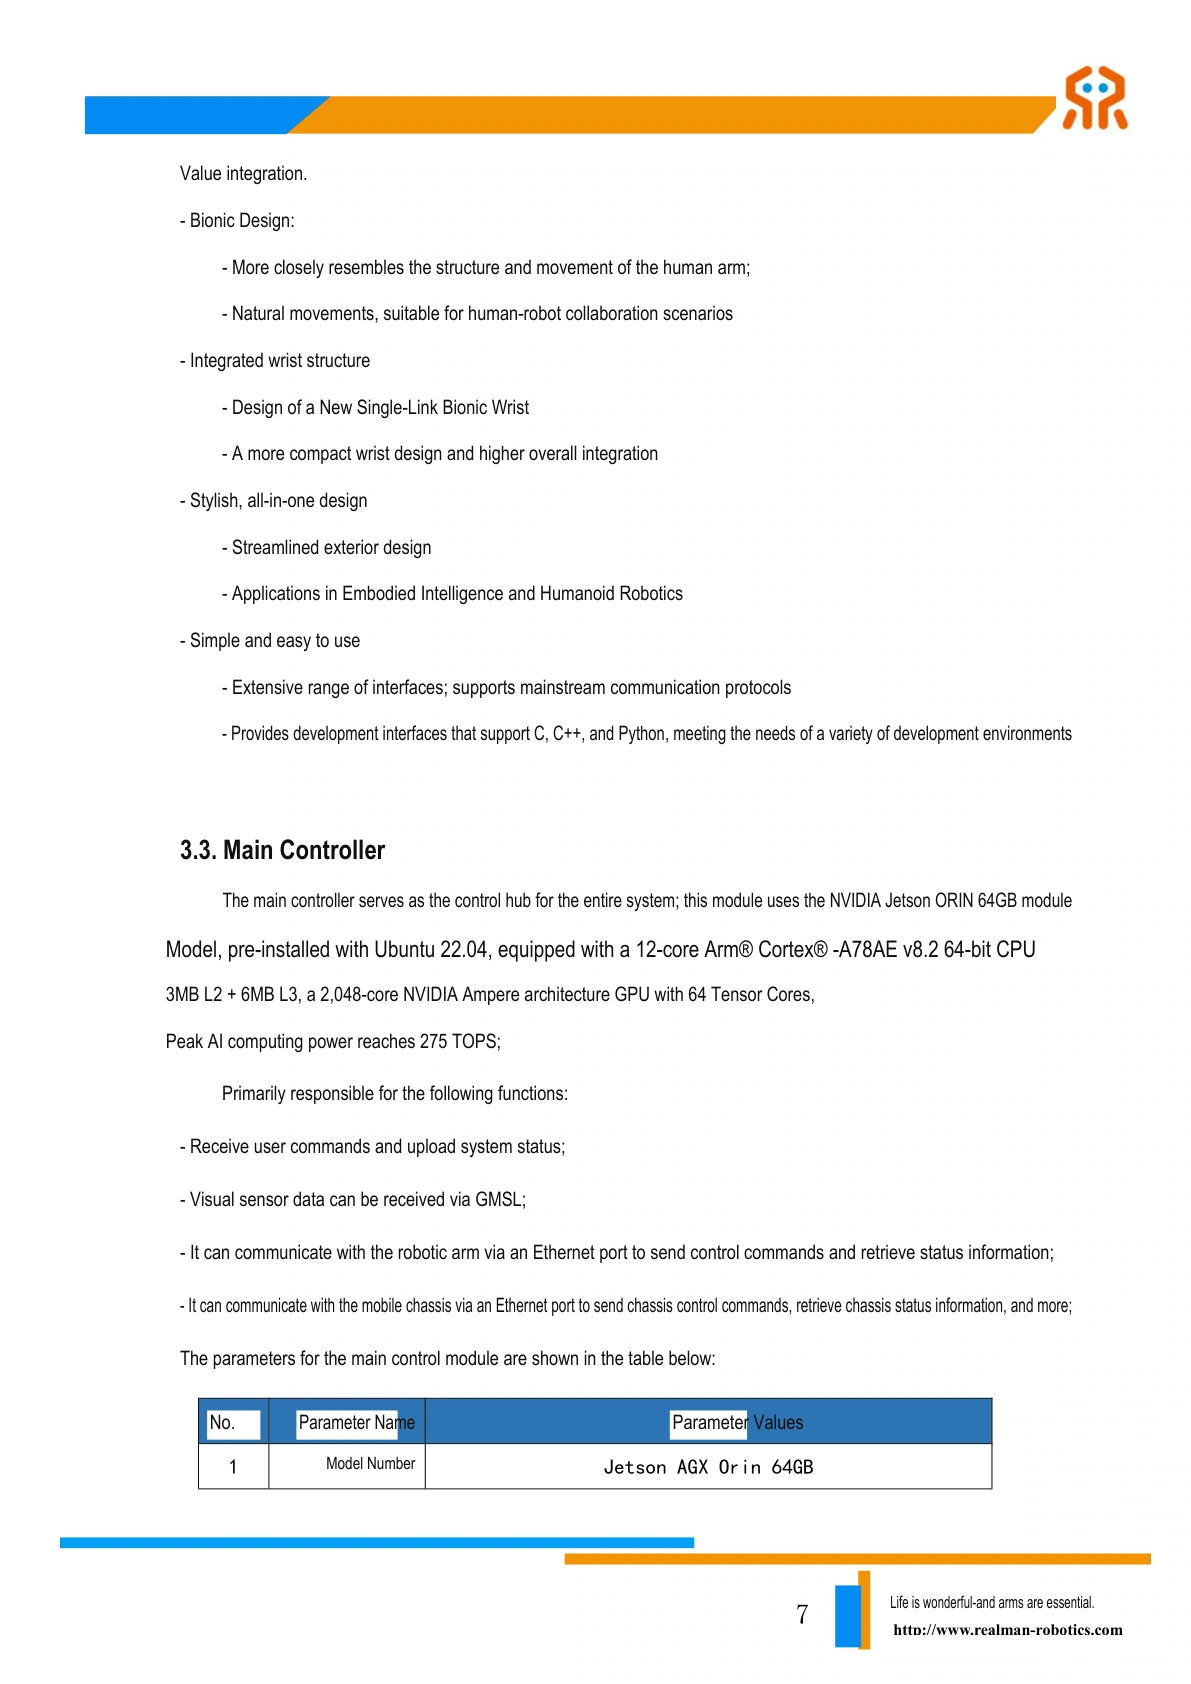 Value integration.
- Bionic Design:
- More closely resembles the structure and movement of the human arm;
- Natural movements, suitable for human-robot collaboration scenarios
- Integrated wrist structure
- Design of a New Single-Link Bionic Wrist
- A more compact wrist design and higher overall integration
- Stylish, all-in-one design
- Streamlined exterior design
- Applications in Embodied Intelligence and Humanoid Robotics
- Simple and easy to use
- Extensive range of interfaces; supports mainstream communication protocols
- Provides development interfaces that support C, C++, and Python, meeting the needs of a variety of development environments
3.3. Main Controller
The main controller serves as the control hub for the entire system; this module uses the NVIDIA Jetson ORIN 64GB module
Model, pre-installed with Ubuntu 22.04, equipped with a 12-core Arm® Cortex® -A78AE v8.2 64-bit CPU
3MB L2 + 6MB L3, a 2,048-core NVIDIA Ampere architecture GPU with 64 Tensor Cores,
Peak AI computing power reaches 275 TOPS;
Primarily responsible for the following functions:
- Receive user commands and upload system status;
- Visual sensor data can be received via GMSL;
- It can communicate with the robotic arm via an Ethernet port to send control commands and retrieve status information;
- It can communicate with the mobile chassis via an Ethernet port to send chassis control commands, retrieve chassis status information, and more;
The parameters for the main control module are shown in the table below:
No. Parameter Name Parameter Values
1 Model Number Jetson AGX Orin 64GB
7
Life is wonderful-and arms are essential.
http://www.realman-robotics.com